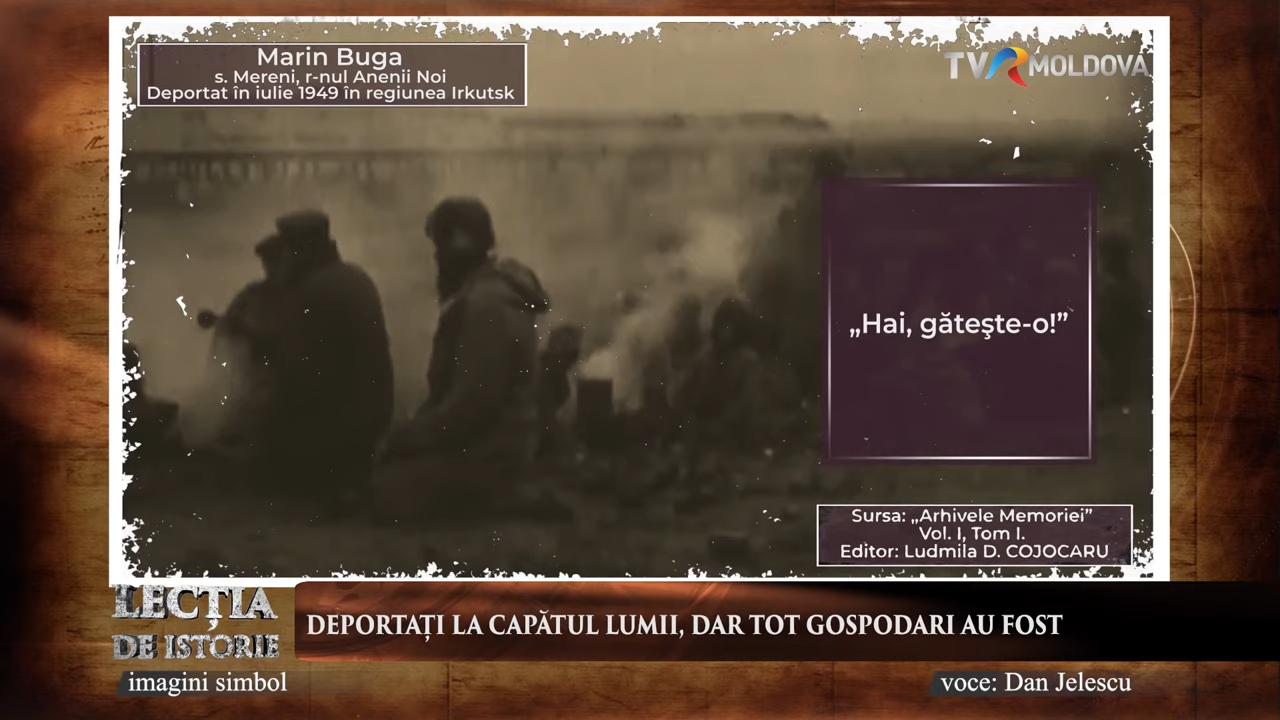 Marin Buga
s. Mereni, r-nul Anenii Noi
Deportat în iulie 1949 în regiunea Irkutsk
TVR MOLDOVA
„Hai, găteşte-o!”
Sursa: „Arhivele Memoriei”
Vol. I, Tom I.
Editor: Ludmila D. COJOCARU
LECȚIA
DE ISTORIE
DEPORTAȚI LA CAPĂTUL LUMII, DAR TOT GOSPODARI AU FOST
imagini simbol
voce: Dan Jelescu